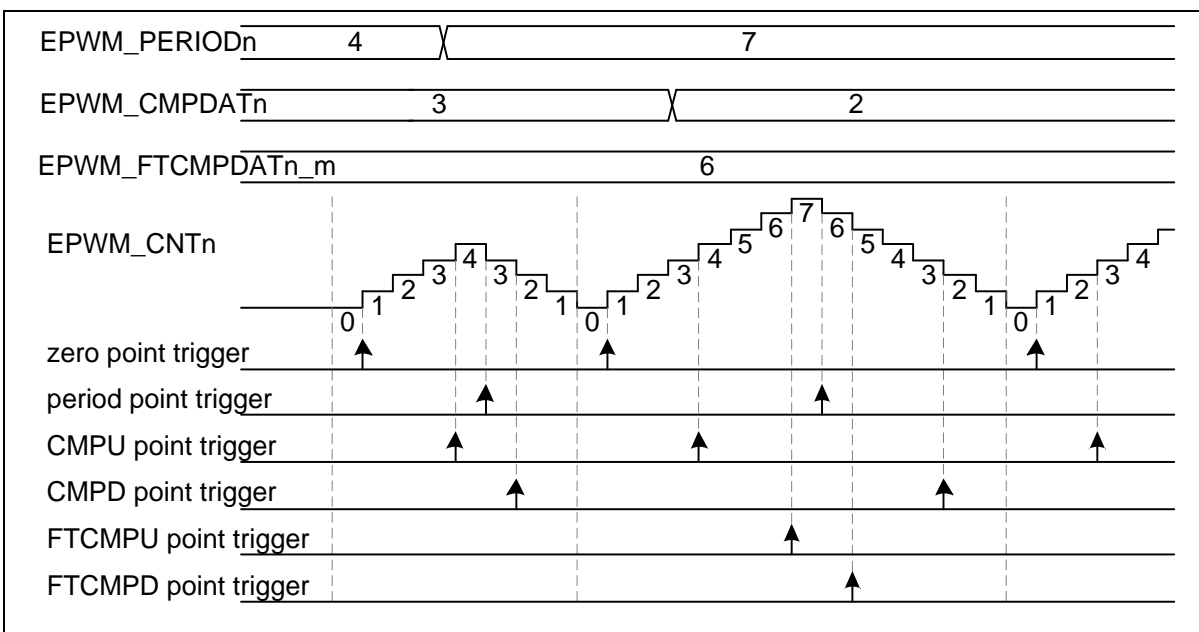 EPWM_PERIODn 4 7
EPWM_CMPDATn 3 2
EPWM_FTCMPDATn_m 6
EPWM_CNTn
0 1 2 3 4 3 2 1 0 1 2 3 4 5 6 7 6 5 4 3 2 1 0 1 2 3 4
zero point trigger
period point trigger
CMPU point trigger
CMPD point trigger
FTCMPU point trigger
FTCMPD point trigger